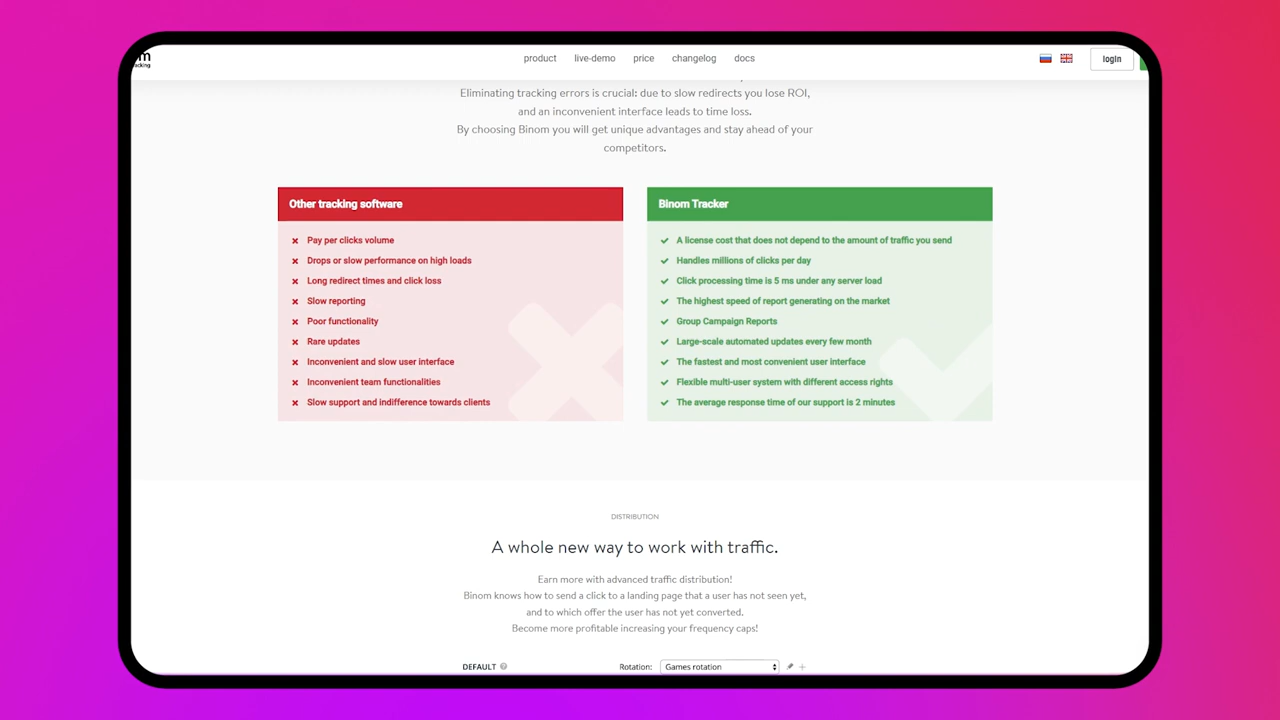 m
acking
product
live-demo
price
changelog
docs
login
Eliminating tracking errors is crucial: due to slow redirects you lose ROI,
and an inconvenient interface leads to time loss.
By choosing Binom you will get unique advantages and stay ahead of your
competitors.
Other tracking software
Pay per clicks volume
Drops or slow performance on high loads
Long redirect times and click loss
Slow reporting
Poor functionality
Rare updates
Inconvenient and slow user interface
Inconvenient team functionalities
Slow support and indifference towards clients
Binom Tracker
A license cost that does not depend to the amount of traffic you send
Handles millions of clicks per day
Click processing time is 5 ms under any server load
The highest speed of report generating on the market
Group Campaign Reports
Large-scale automated updates every few month
The fastest and most convenient user interface
Flexible multi-user system with different access rights
The average response time of our support is 2 minutes
DISTRIBUTION
A whole new way to work with traffic.
Earn more with advanced traffic distribution!
Binom knows how to send a click to a landing page that a user has not seen yet,
and to which offer the user has not yet converted.
Become more profitable increasing your frequency caps!
DEFAULT ?
Rotation: Games rotation